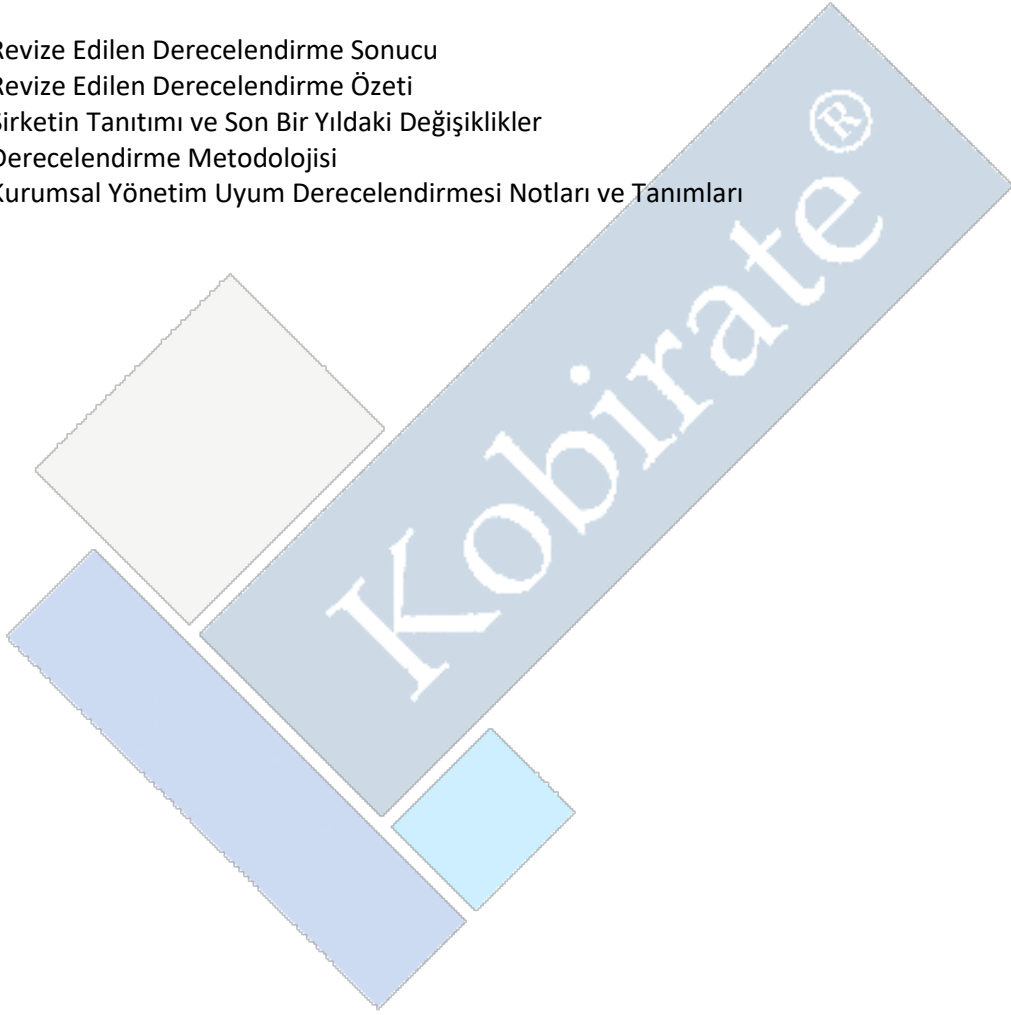 Revize Edilen Derecelendirme Sonucu
Revize Edilen Derecelendirme Özeti
Şirketin Tanıtımı ve Son Bir Yıldaki Değişiklikler
Derecelendirme Metodolojisi
Kurumsal Yönetim Uyum Derecelendirmesi Notları ve Tanımları
Kobirate ®